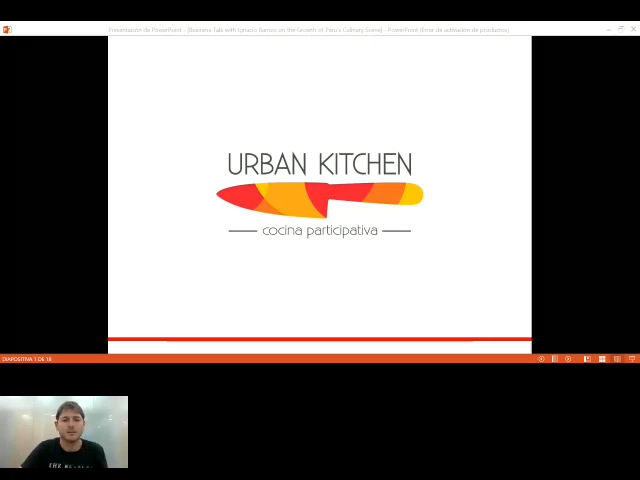 Presentación de PowerPoint - [Business Talk with Ignacio Barrios on the Growth of Peru's Culinary Scene] - PowerPoint (Error de activación de productos)
URBAN KITCHEN
cocina participativa
DIAPOSITIVA 1 DE 18
THE